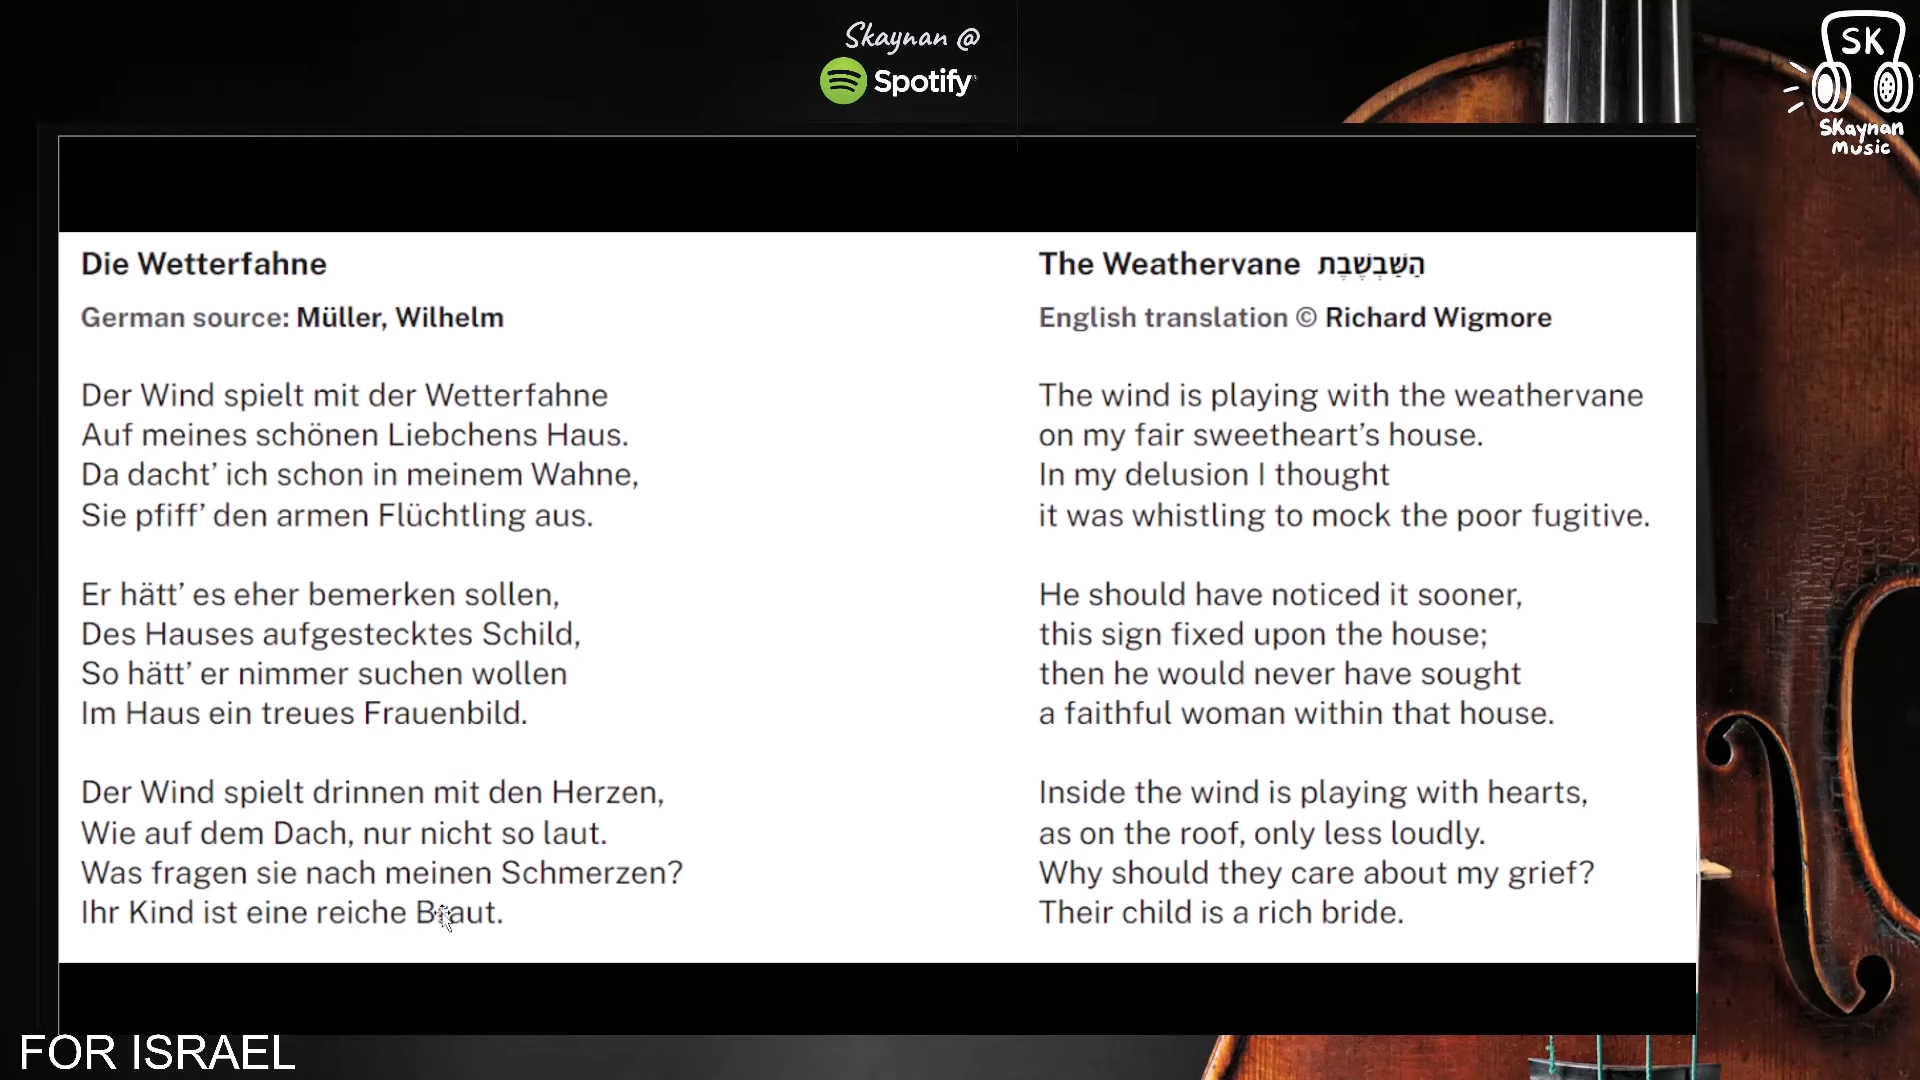 Skaynan @
Spotify
SK
SKaynan
Music
Die Wetterfahne
German source: Müller, Wilhelm
Der Wind spielt mit der Wetterfahne
Auf meines schönen Liebchens Haus.
Da dacht’ ich schon in meinem Wahne,
Sie pfiff’ den armen Flüchtling aus.
Er hätt’ es eher bemerken sollen,
Des Hauses aufgestecktes Schild,
So hätt’ er nimmer suchen wollen
Im Haus ein treues Frauenbild.
Der Wind spielt drinnen mit den Herzen,
Wie auf dem Dach, nur nicht so laut.
Was fragen sie nach meinen Schmerzen?
Ihr Kind ist eine reiche Braut.
The Weathervane הַשַּׁבְשֶׁבֶת
English translation © Richard Wigmore
The wind is playing with the weathervane
on my fair sweetheart’s house.
In my delusion I thought
it was whistling to mock the poor fugitive.
He should have noticed it sooner,
this sign fixed upon the house;
then he would never have sought
a faithful woman within that house.
Inside the wind is playing with hearts,
as on the roof, only less loudly.
Why should they care about my grief?
Their child is a rich bride.
FOR ISRAEL